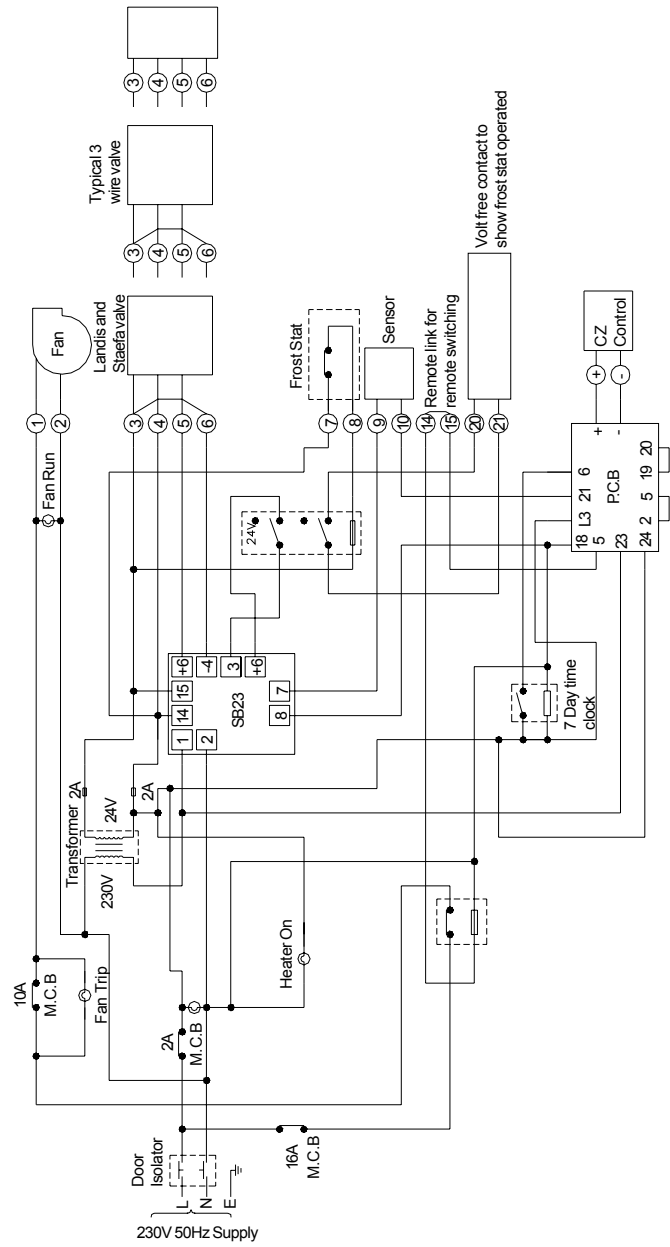 3
4
5
6
Typical 3
wire valve
3
4
5
6
Fan
Landis and
Staefa valve
1
2
Fan Run
3
4
5
6
Frost Stat
7
8
Sensor
9
10
14
Remote link for
15
remote switching
Volt free contact to
show frost stat operated
20
21
24V
CZ
Control
+
-
+
-
P.C.B
6
21
L3
18
5
23
24
20
19
5
2
+6
-4
3
+6
15
14
1
2
SB23
7
8
7 Day time
clock
Transformer
2A
24V
2A
230V
10A
M.C.B
Fan Trip
Heater On
2A
M.C.B
16A
M.C.B
Door
Isolator
L
N
E
230V 50Hz Supply